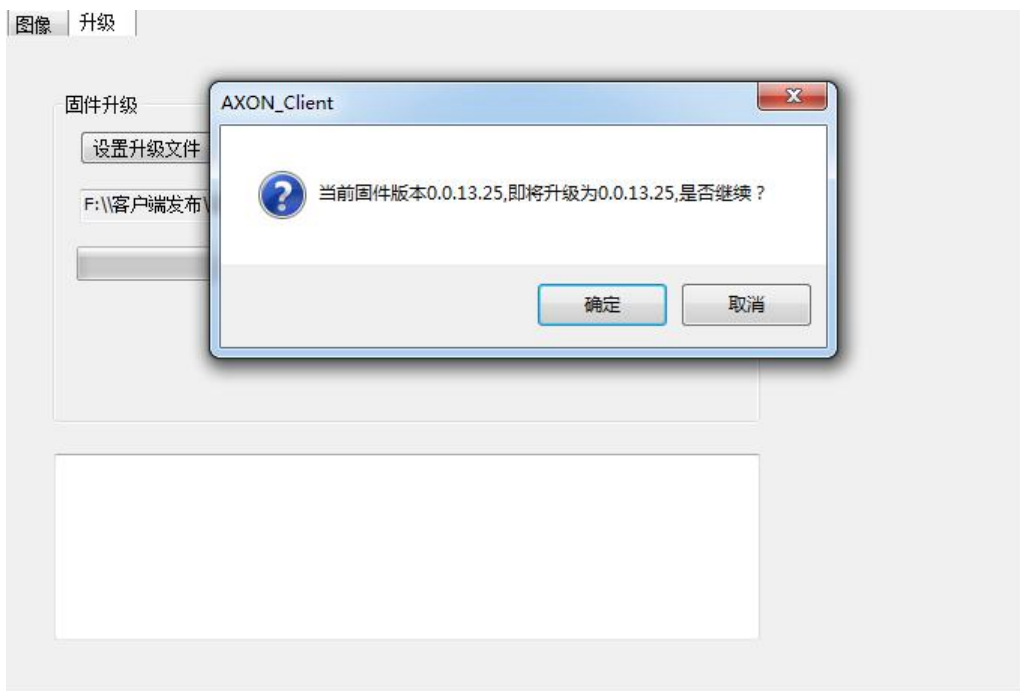 图像 升级
固件升级
设置升级文件
F:\\客户端发布\
AXON_Client
当前固件版本0.0.13.25,即将升级为0.0.13.25,是否继续？
确定 取消